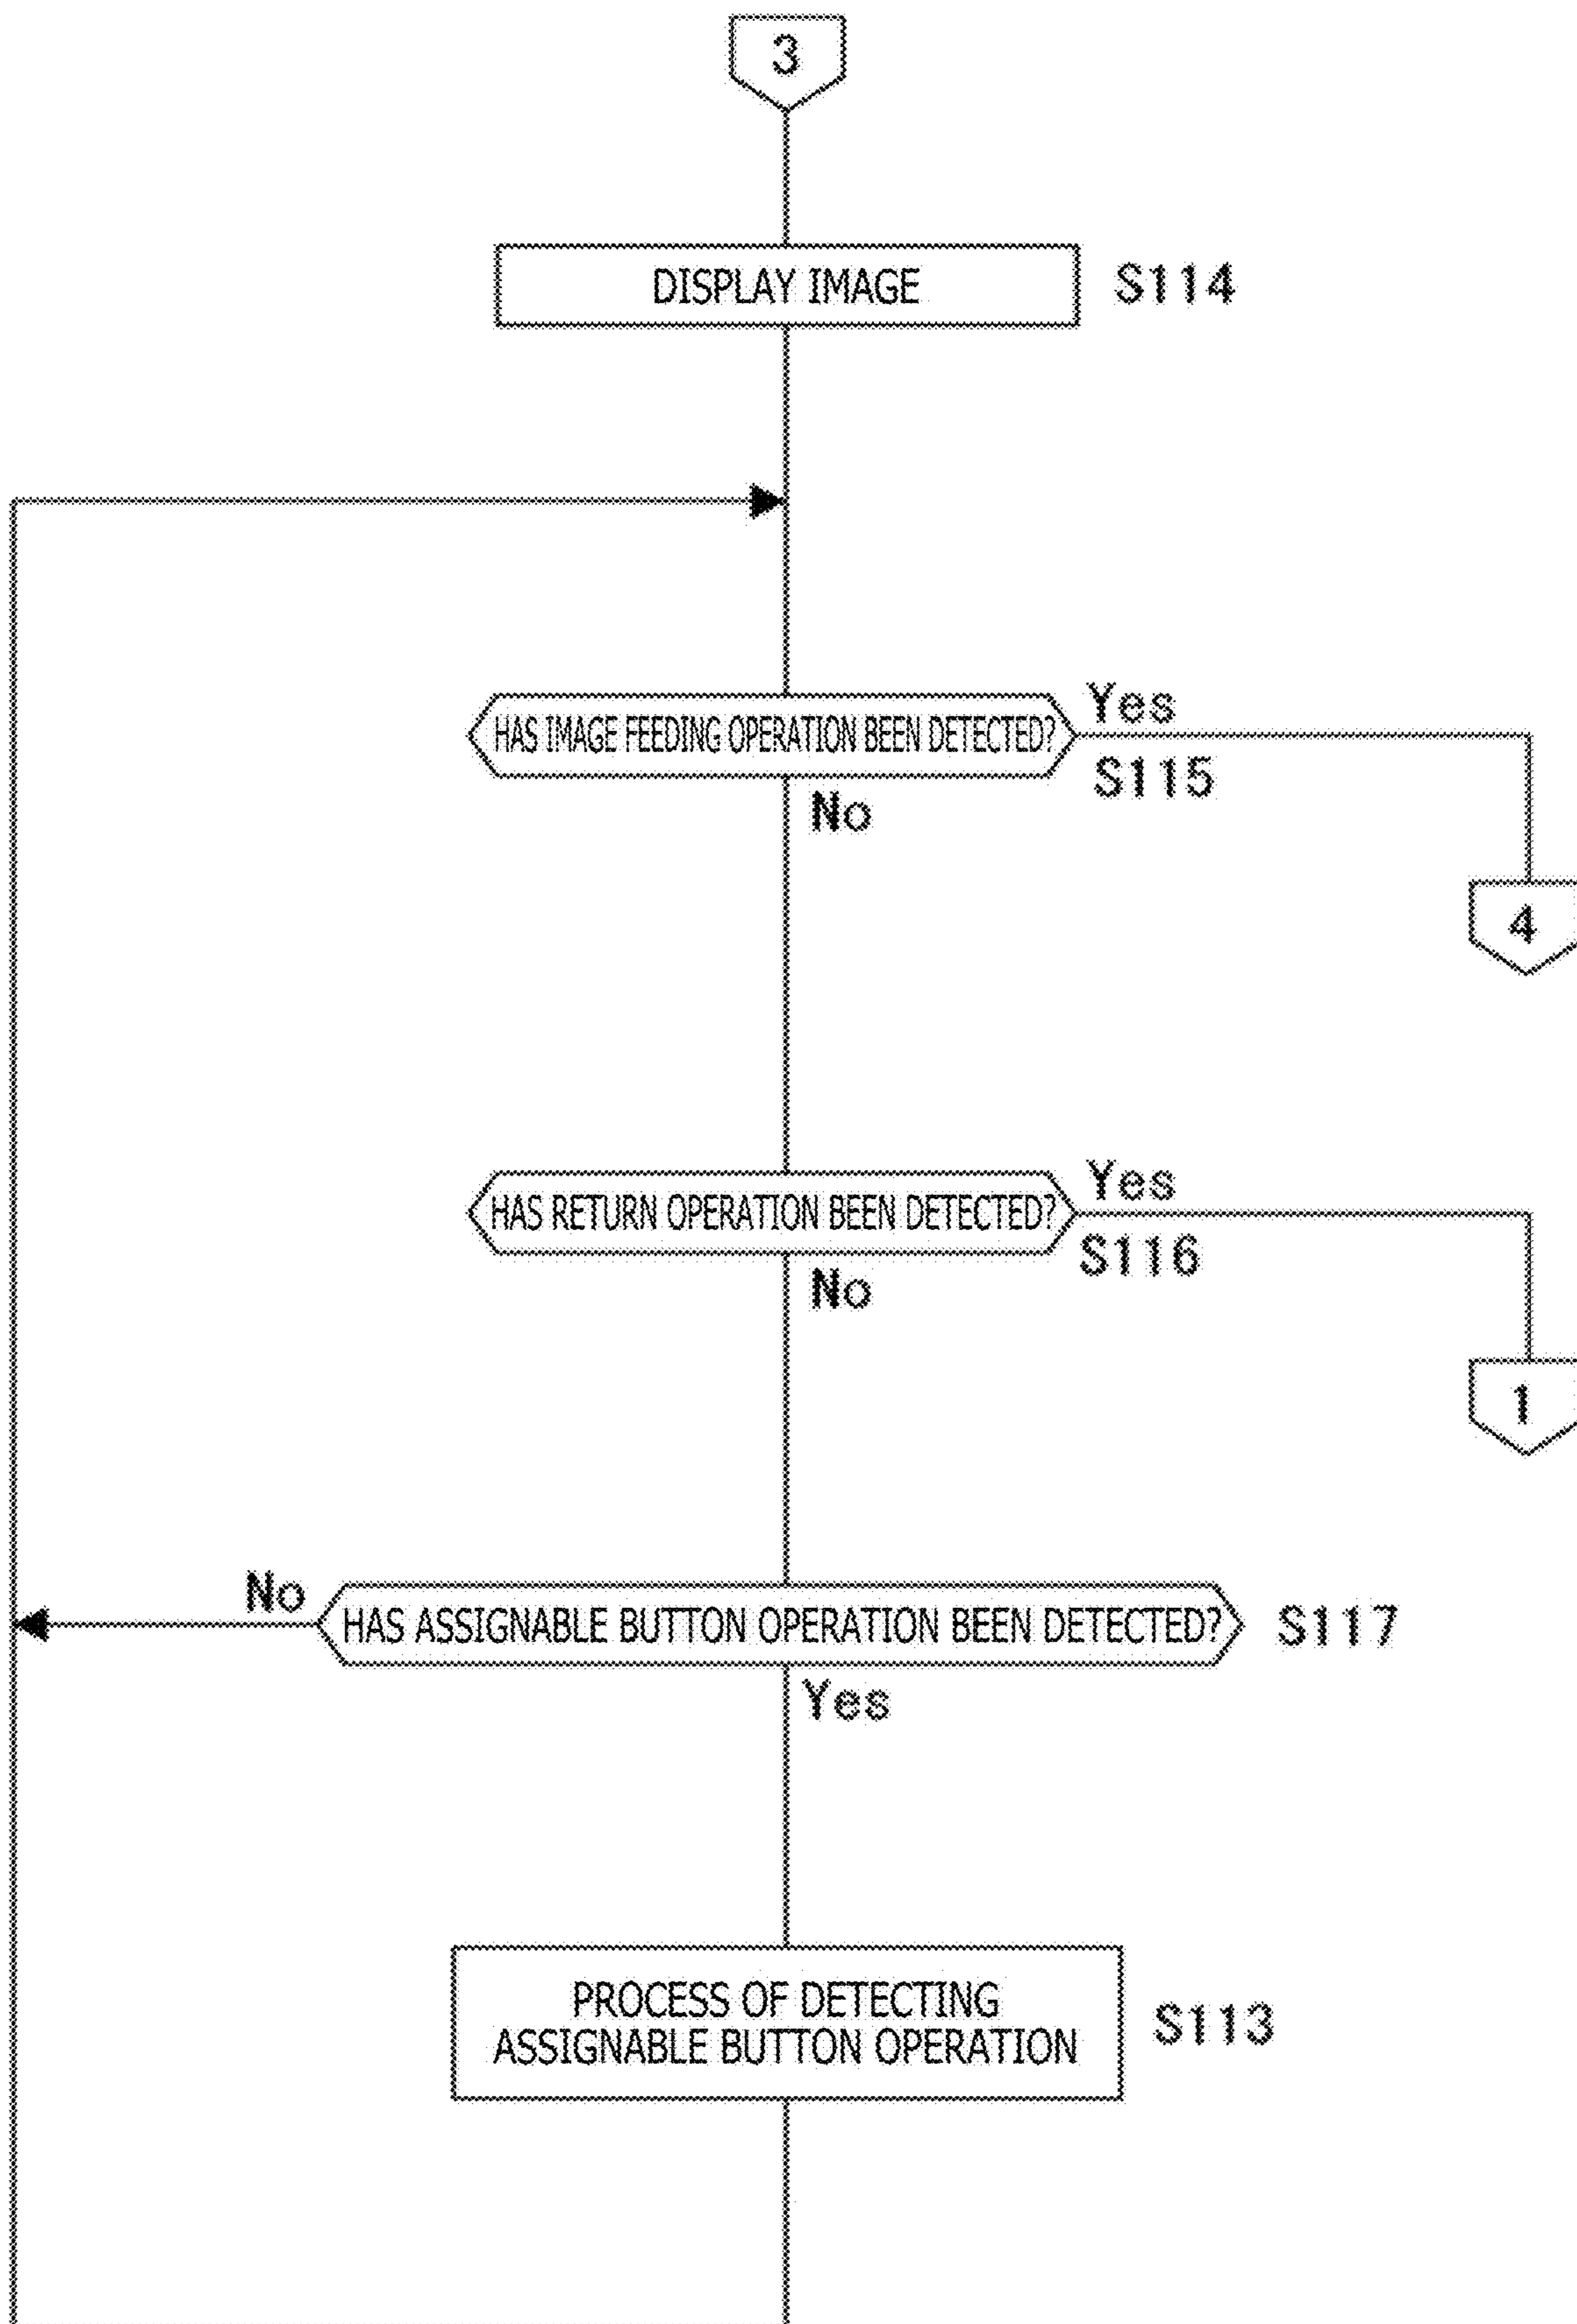 3
DISPLAY IMAGE S114
HAS IMAGE FEEDING OPERATION BEEN DETECTED? Yes
S115
No
4
HAS RETURN OPERATION BEEN DETECTED? Yes
S116
No
1
No HAS ASSIGNABLE BUTTON OPERATION BEEN DETECTED? S117
Yes
PROCESS OF DETECTING
ASSIGNABLE BUTTON OPERATION S113